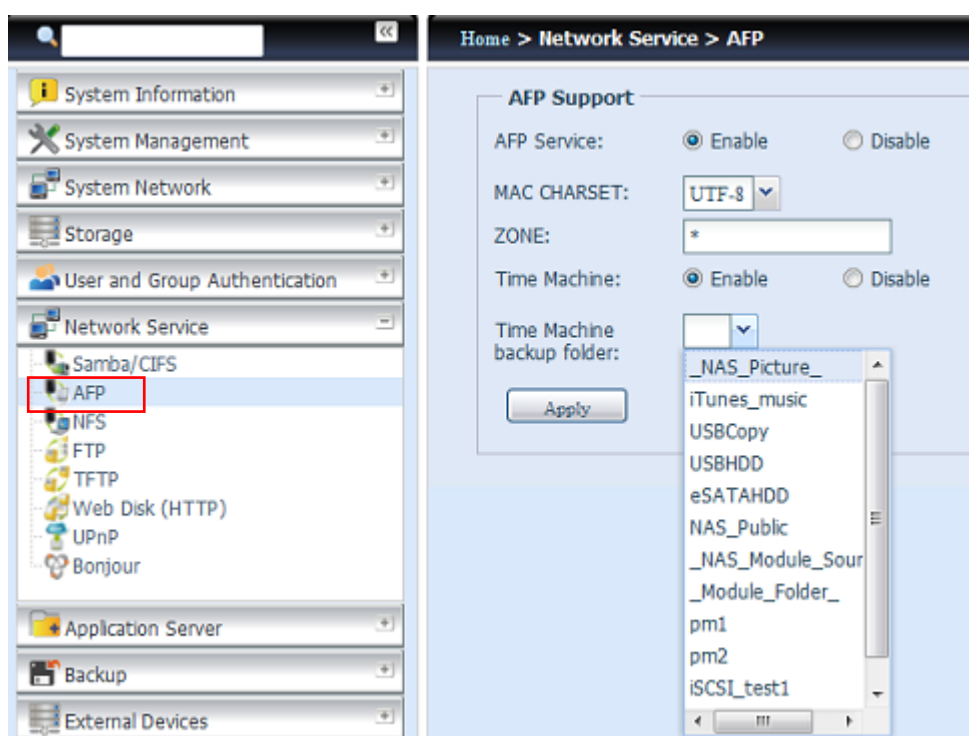 Home > Network Service > AFP
System Information
System Management
System Network
Storage
User and Group Authentication
Network Service
Samba/CIFS
AFP
NFS
FTP
TFTP
Web Disk (HTTP)
UPnP
Bonjour
Application Server
Backup
External Devices
AFP Support
AFP Service: Enable Disable
MAC CHARSET: UTF-8
ZONE: *
Time Machine: Enable Disable
Time Machine
backup folder:
Apply
_NAS_Picture_
iTunes_music
USBCopy
USBHDD
eSATAHDD
NAS_Public
_NAS_Module_Sour
_Module_Folder_
pm1
pm2
iSCSI_test1